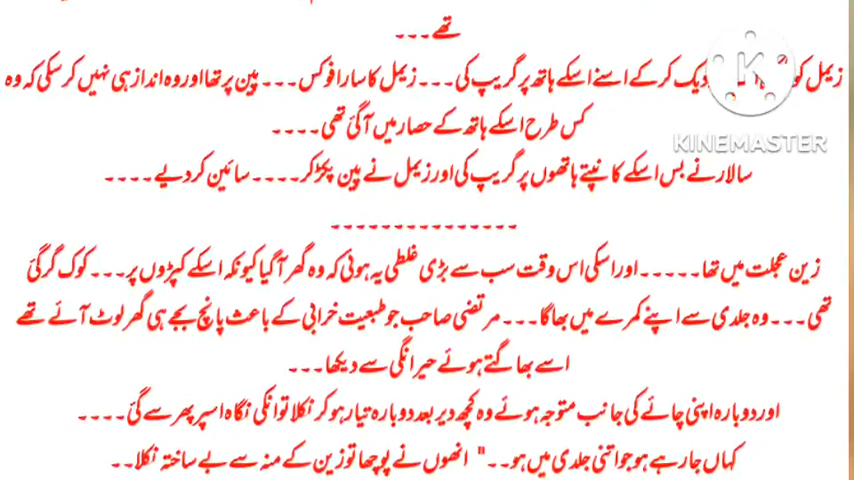 تھے۔۔۔
زیمل کو دیک کر کے اسنے اسکے ہاتھ پر گریپ کی۔۔۔ زیمل کا سارا فوکس۔۔۔ پین پر تھا اور وہ اندازہی نہیں کر سکی کہ وہ
کس طرح اسکے ہاتھ کے حصار میں آگئی تھی۔۔۔۔
سالار نے بس اسکے کانپتے ہاتھوں پر گریپ کی اور زیمل نے پین پکڑ کر۔۔۔۔ سائین کر دیے۔۔۔۔
۔۔۔۔۔۔۔۔۔۔۔۔۔۔۔
زین عجلت میں تھا۔۔۔۔۔ اور اسکی اس وقت سب سے بڑی غلطی یہ ہوئی کہ وہ گھر آگیا کیونکہ اسکے کپڑوں پر۔۔۔ کوک گر گئی
تھی۔۔۔ وہ جلدی سے اپنے کمرے میں بھاگا۔۔۔ مرتضی صاحب جو طبیعت خرابی کے باعث پانچ بجے ہی گھر لوٹ آئے تھے
اسے بھاگتے ہوئے حیرانگی سے دیکھا۔۔۔
اور دوبارہ اپنی چائے کی جانب متوجہ ہوئے وہ کچھ دیر بعد دوبارہ تیار ہو کر نکلا تو انکی نگاہ اسپر پھر سے گئی۔۔۔۔
کہاں جارہے ہو جو اتنی جلدی میں ہو۔۔" انھوں نے پوچھا تو زین کے منہ سے بے ساختہ نکلا۔۔
K
KINEMASTER